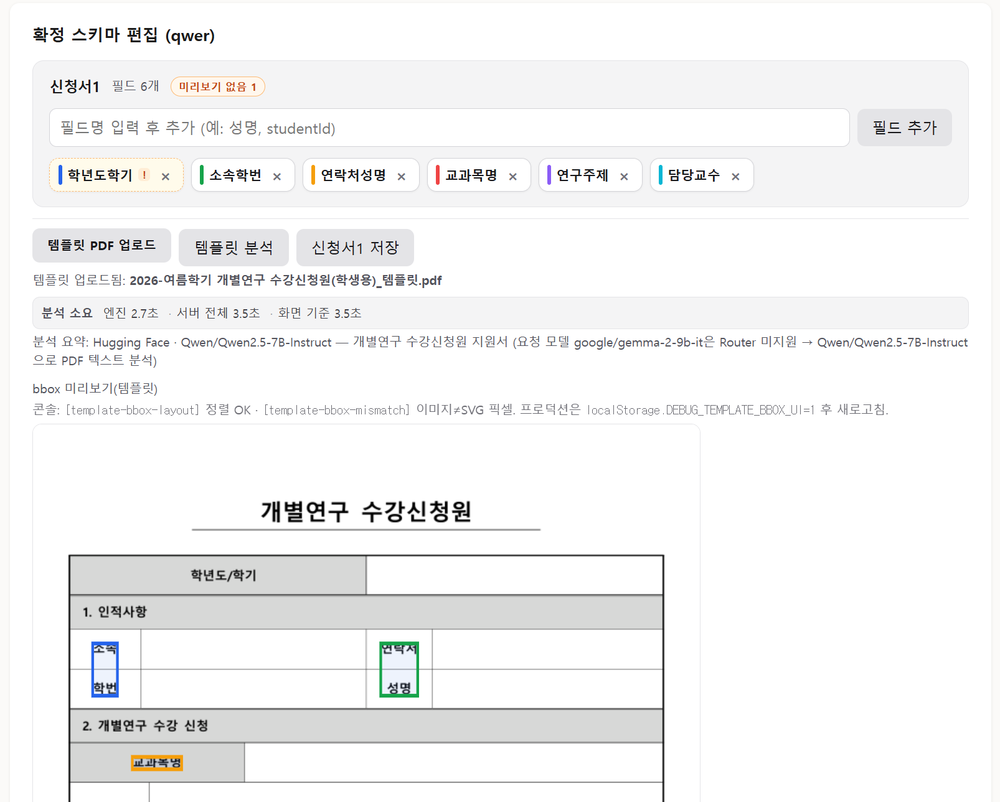 확정 스키마 편집 (qwer)
신청서1 필드 6개 미리보기 없음 1
필드명 입력 후 추가 (예: 성명, studentId) 필드 추가
학년도학기 ! × 소속학번 × 연락처성명 × 교과목명 × 연구주제 × 담당교수 ×
템플릿 PDF 업로드 템플릿 분석 신청서1 저장
템플릿 업로드됨: 2026-여름학기 개별연구 수강신청원(학생용)_템플릿.pdf
분석 소요 엔진 2.7초 · 서버 전체 3.5초 · 화면 기준 3.5초
분석 요약: Hugging Face · Qwen/Qwen2.5-7B-Instruct — 개별연구 수강신청원 지원서 (요청 모델 google/gemma-2-9b-it은 Router 미지원 → Qwen/Qwen2.5-7B-Instruct
으로 PDF 텍스트 분석)
bbox 미리보기(템플릿)
콘솔: [template-bbox-layout] 정렬 OK · [template-bbox-mismatch] 이미지≠SVG 픽셀. 프로덕션은 localStorage.DEBUG_TEMPLATE_BBOX_UI=1 후 새로고침.
개별연구 수강신청원
학년도/학기
1. 인적사항
소속 연락처
학번 성명
2. 개별연구 수강 신청
교과목명